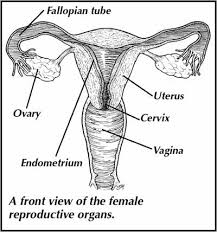 Fallopian tube
Ovary
Uterus
Cervix
Vagina
Endometrium
A front view of the female
reproductive organs.